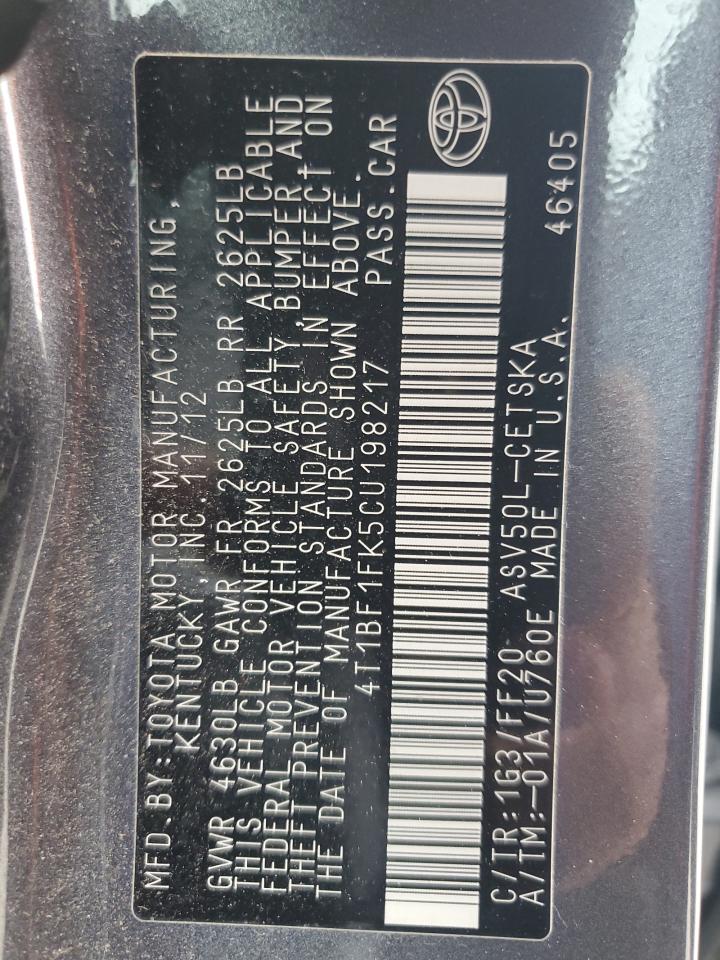 MFD.BY:TOYOTA MOTOR MANUFACTURING,
KENTUCKY,INC.11/12
GVWR 4630LB GAWR FR 2625LB RR 2625LB
THIS VEHICLE CONFORMS TO ALL APPLICABLE
FEDERAL MOTOR VEHICLE SAFETY,BUMPER,AND
THEFT PREVENTION STANDARDS IN EFFECT ON
THE DATE OF MANUFACTURE SHOWN ABOVE.
4T1BF1FK5CU198217 PASS.CAR
C/TR:1G3/FF20 ASV50L-CETSKA
A/TM:-01A/U760E MADE IN U.S.A. 46405